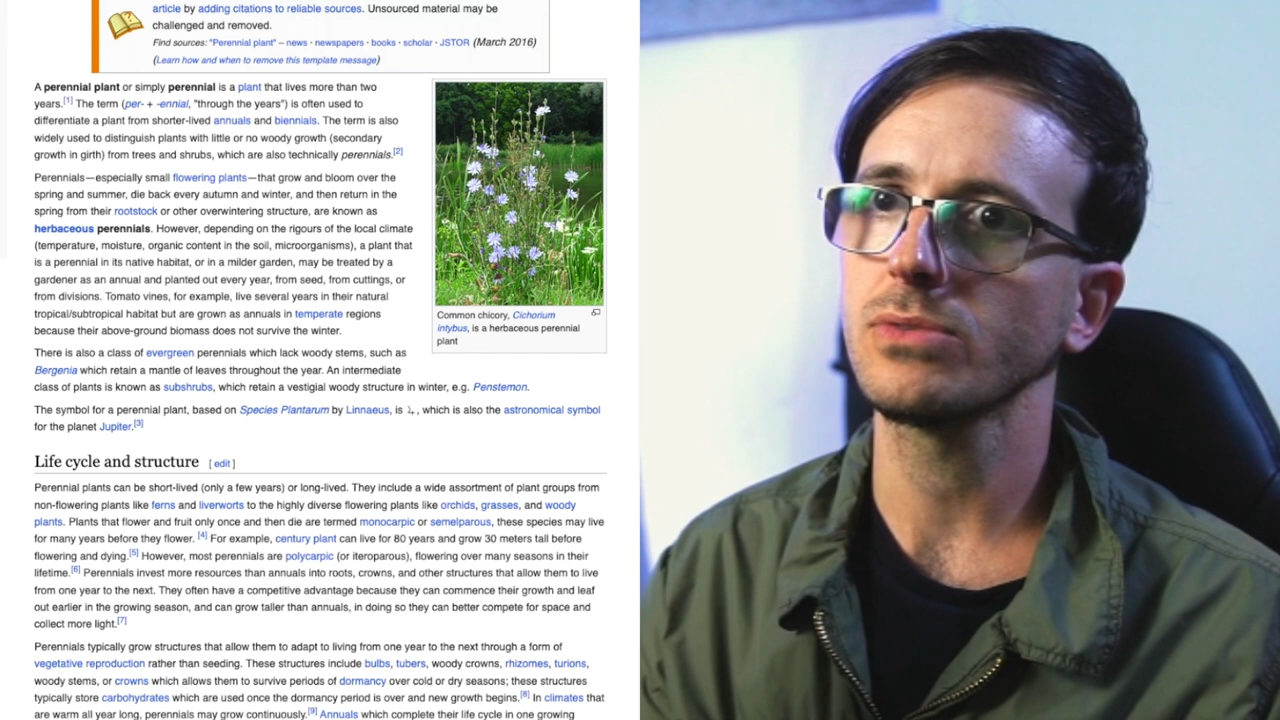 article by adding citations to reliable sources. Unsourced material may be
challenged and removed.
Find sources: "Perennial plant" – news · newspapers · books · scholar · JSTOR (March 2016)
(Learn how and when to remove this template message)
A perennial plant or simply perennial is a plant that lives more than two
years.[1] The term (per- + -ennial, "through the years") is often used to
differentiate a plant from shorter-lived annuals and biennials. The term is also
widely used to distinguish plants with little or no woody growth (secondary
growth in girth) from trees and shrubs, which are also technically perennials.[2]
Perennials—especially small flowering plants—that grow and bloom over the
spring and summer, die back every autumn and winter, and then return in the
spring from their rootstock or other overwintering structure, are known as
herbaceous perennials. However, depending on the rigours of the local climate
(temperature, moisture, organic content in the soil, microorganisms), a plant that
is a perennial in its native habitat, or in a milder garden, may be treated by a
gardener as an annual and planted out every year, from seed, from cuttings, or
from divisions. Tomato vines, for example, live several years in their natural
tropical/subtropical habitat but are grown as annuals in temperate regions
because their above-ground biomass does not survive the winter.
Common chicory, Cichorium
intybus, is a herbaceous perennial
plant
There is also a class of evergreen perennials which lack woody stems, such as
Bergenia which retain a mantle of leaves throughout the year. An intermediate
class of plants is known as subshrubs, which retain a vestigial woody structure in winter, e.g. Penstemon.
The symbol for a perennial plant, based on Species Plantarum by Linnaeus, is ♃, which is also the astronomical symbol
for the planet Jupiter.[3]
Life cycle and structure [ edit ]
Perennial plants can be short-lived (only a few years) or long-lived. They include a wide assortment of plant groups from
non-flowering plants like ferns and liverworts to the highly diverse flowering plants like orchids, grasses, and woody
plants. Plants that flower and fruit only once and then die are termed monocarpic or semelparous, these species may live
for many years before they flower. [4] For example, century plant can live for 80 years and grow 30 meters tall before
flowering and dying.[5] However, most perennials are polycarpic (or iteroparous), flowering over many seasons in their
lifetime.[6] Perennials invest more resources than annuals into roots, crowns, and other structures that allow them to live
from one year to the next. They often have a competitive advantage because they can commence their growth and leaf
out earlier in the growing season, and can grow taller than annuals, in doing so they can better compete for space and
collect more light.[7]
Perennials typically grow structures that allow them to adapt to living from one year to the next through a form of
vegetative reproduction rather than seeding. These structures include bulbs, tubers, woody crowns, rhizomes, turions,
woody stems, or crowns which allows them to survive periods of dormancy over cold or dry seasons; these structures
typically store carbohydrates which are used once the dormancy period is over and new growth begins.[8] In climates that
are warm all year long, perennials may grow continuously.[9] Annuals which complete their life cycle in one growing